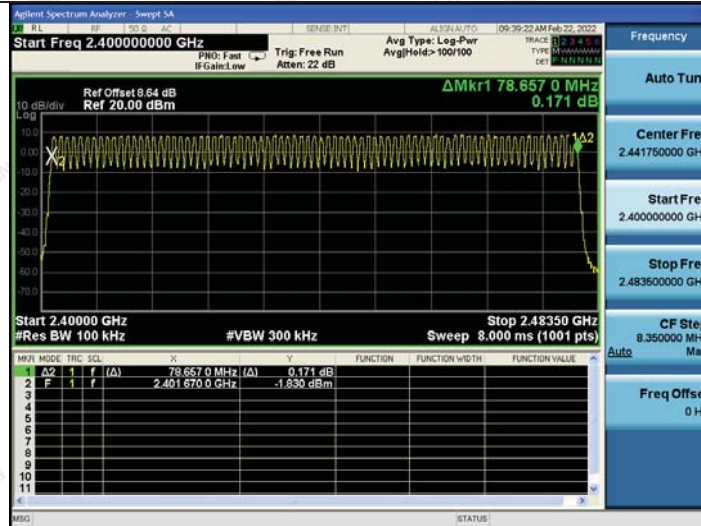 Agilent Spectrum Analyzer - Swept SA
RL RF 50 Ω AC SENSE:INT ALIGNAUTO 09:39:22 AM Feb 22, 2022
Start Freq 2.400000000 GHz
PNO: Fast
IFGain:Low
Trig: Free Run
Atten: 22 dB
Avg Type: Log-Pwr
Avg|Hold:>100/100
TRACE 1 2 3 4 5 6
TYPE M
DET P N N N N N
ΔMkr1 78.657 0 MHz
0.171 dB
Ref Offset 8.64 dB
10 dB/div Ref 20.00 dBm
Log
10.0
0.00
-10.0
-20.0
-30.0
-40.0
-50.0
-60.0
-70.0
2
1Δ2
Start 2.40000 GHz Stop 2.48350 GHz
#Res BW 100 kHz #VBW 300 kHz Sweep 8.000 ms (1001 pts)
MKR MODE TRC SCL X Y FUNCTION FUNCTION WIDTH FUNCTION VALUE
1 Δ2 1 f (Δ) 78.657 0 MHz (Δ) 0.171 dB
2 F 1 f 2.401 670 0 GHz -1.830 dBm
3
4
5
6
7
8
9
10
11
MSG STATUS
Frequency
Auto Tun
Center Fre
2.441750000 GH
Start Fre
2.400000000 GH
Stop Fre
2.483500000 GH
CF Ste
8.350000 MH
Auto Ma
Freq Offse
0 H